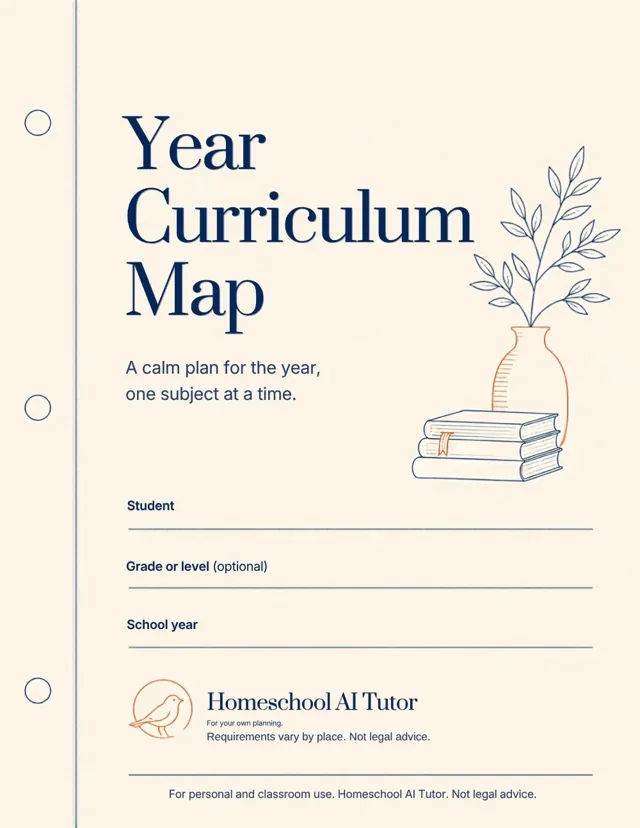 Year
Curriculum
Map
A calm plan for the year,
one subject at a time.
Student
Grade or level (optional)
School year
Homeschool AI Tutor
For your own planning.
Requirements vary by place. Not legal advice.
For personal and classroom use. Homeschool AI Tutor. Not legal advice.